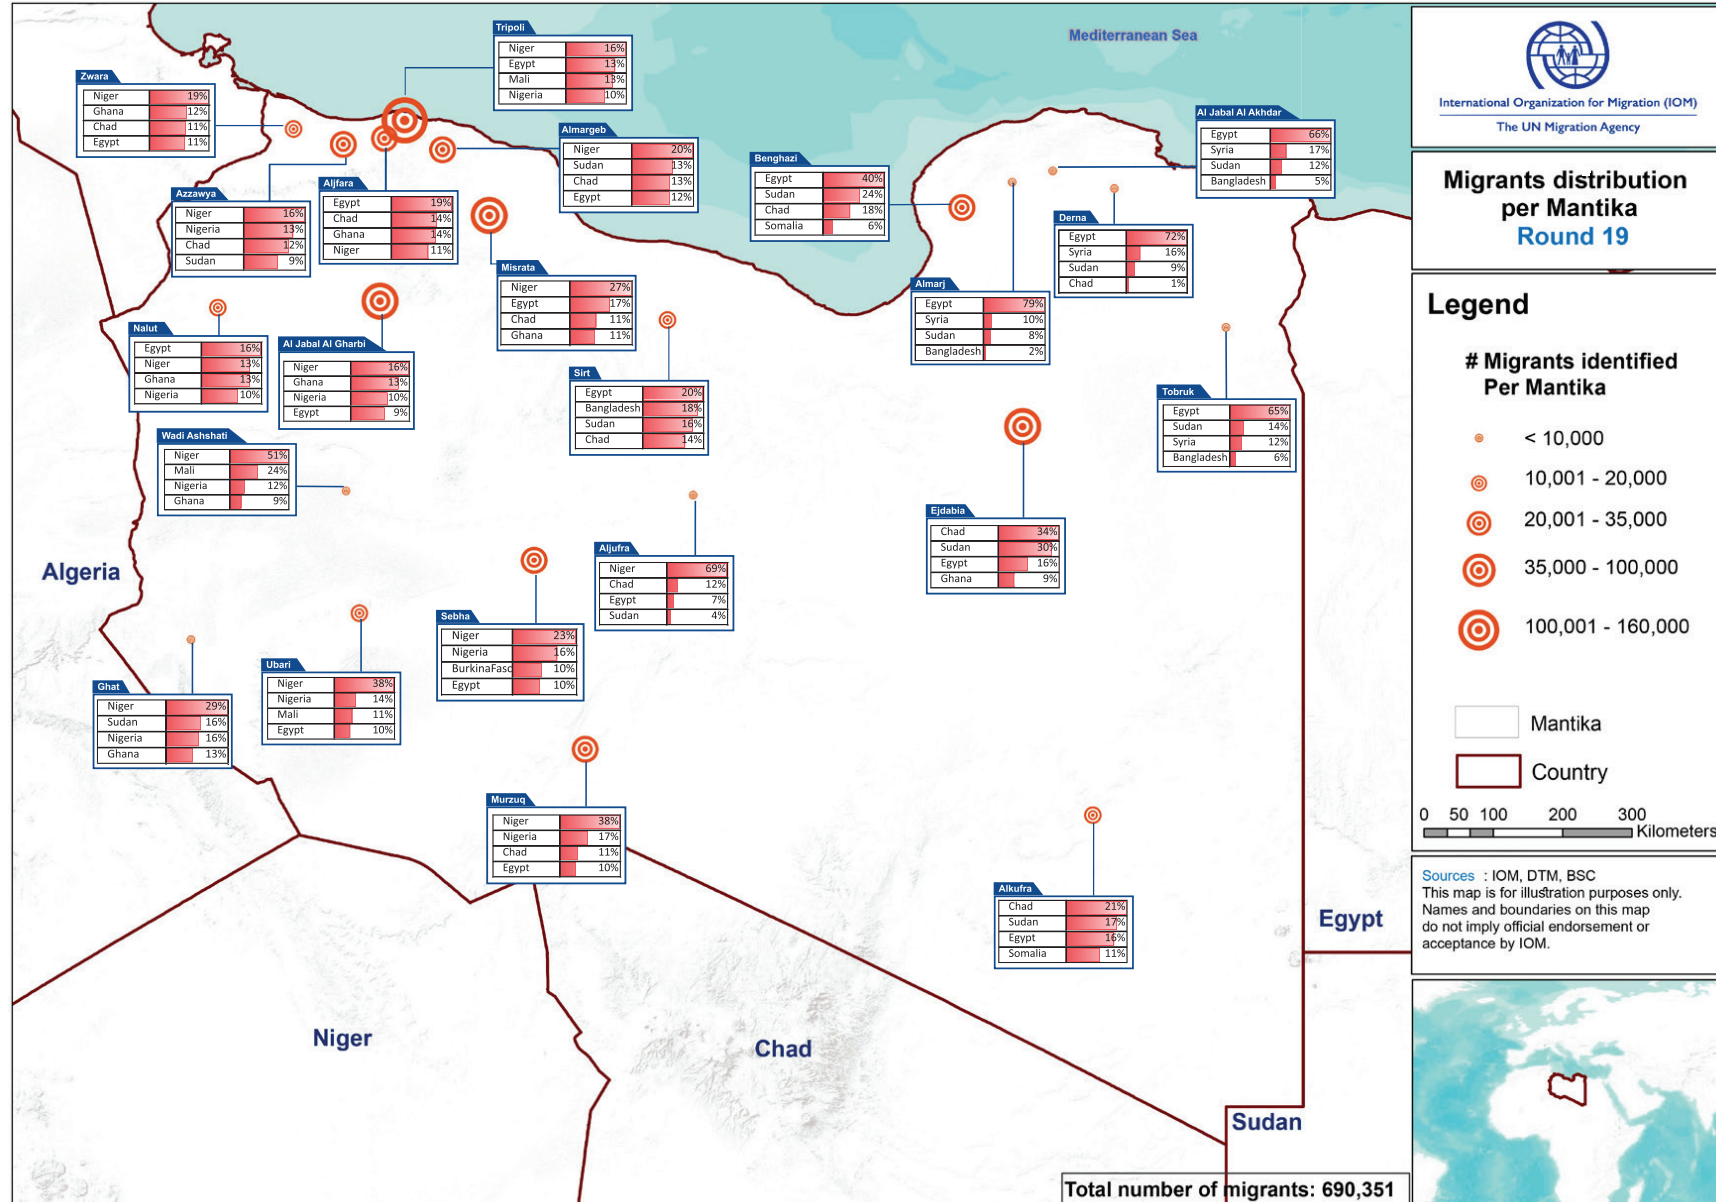 Mediterranean Sea
Tripoli
Niger 16%
Egypt 13%
Mali 13%
Nigeria 10%
Zwara
Niger 19%
Ghana 12%
Chad 11%
Egypt 11%
Almargeb
Niger 20%
Sudan 13%
Chad 13%
Egypt 12%
Azzawya
Niger 16%
Nigeria 13%
Chad 12%
Sudan 9%
Aljfara
Egypt 19%
Chad 14%
Ghana 14%
Niger 11%
Benghazi
Egypt 40%
Sudan 24%
Chad 18%
Somalia 6%
Al Jabal Al Akhdar
Egypt 66%
Syria 17%
Sudan 12%
Bangladesh 5%
Derna
Egypt 72%
Syria 16%
Sudan 9%
Chad 1%
Misrata
Niger 27%
Egypt 17%
Chad 11%
Ghana 11%
Almarj
Egypt 79%
Syria 10%
Sudan 8%
Bangladesh 2%
Nalut
Egypt 16%
Niger 13%
Ghana 13%
Nigeria 10%
Al Jabal Al Gharbi
Niger 16%
Ghana 13%
Nigeria 10%
Egypt 9%
Sirt
Egypt 20%
Bangladesh 18%
Sudan 16%
Chad 14%
Tobruk
Egypt 65%
Sudan 14%
Syria 12%
Bangladesh 6%
Wadi Ashshati
Niger 51%
Mali 24%
Nigeria 12%
Ghana 9%
Ejdabia
Chad 34%
Sudan 30%
Egypt 16%
Ghana 9%
Aljufra
Niger 69%
Chad 12%
Egypt 7%
Sudan 4%
Algeria
Sebha
Niger 23%
Nigeria 16%
BurkinaFaso 10%
Egypt 10%
Ubari
Niger 38%
Nigeria 14%
Mali 11%
Egypt 10%
Ghat
Niger 29%
Sudan 16%
Nigeria 16%
Ghana 13%
Murzuq
Niger 38%
Nigeria 17%
Chad 11%
Egypt 10%
Alkufra
Chad 21%
Sudan 17%
Egypt 16%
Somalia 11%
Egypt
Niger
Chad
Sudan
Total number of migrants: 690,351
International Organization for Migration (IOM)
The UN Migration Agency
Migrants distribution
per Mantika
Round 19
Legend
# Migrants identified
Per Mantika
< 10,000
10,001 - 20,000
20,001 - 35,000
35,000 - 100,000
100,001 - 160,000
Mantika
Country
0 50 100 200 300
Kilometers
Sources : IOM, DTM, BSC
This map is for illustration purposes only.
Names and boundaries on this map
do not imply official endorsement or
acceptance by IOM.